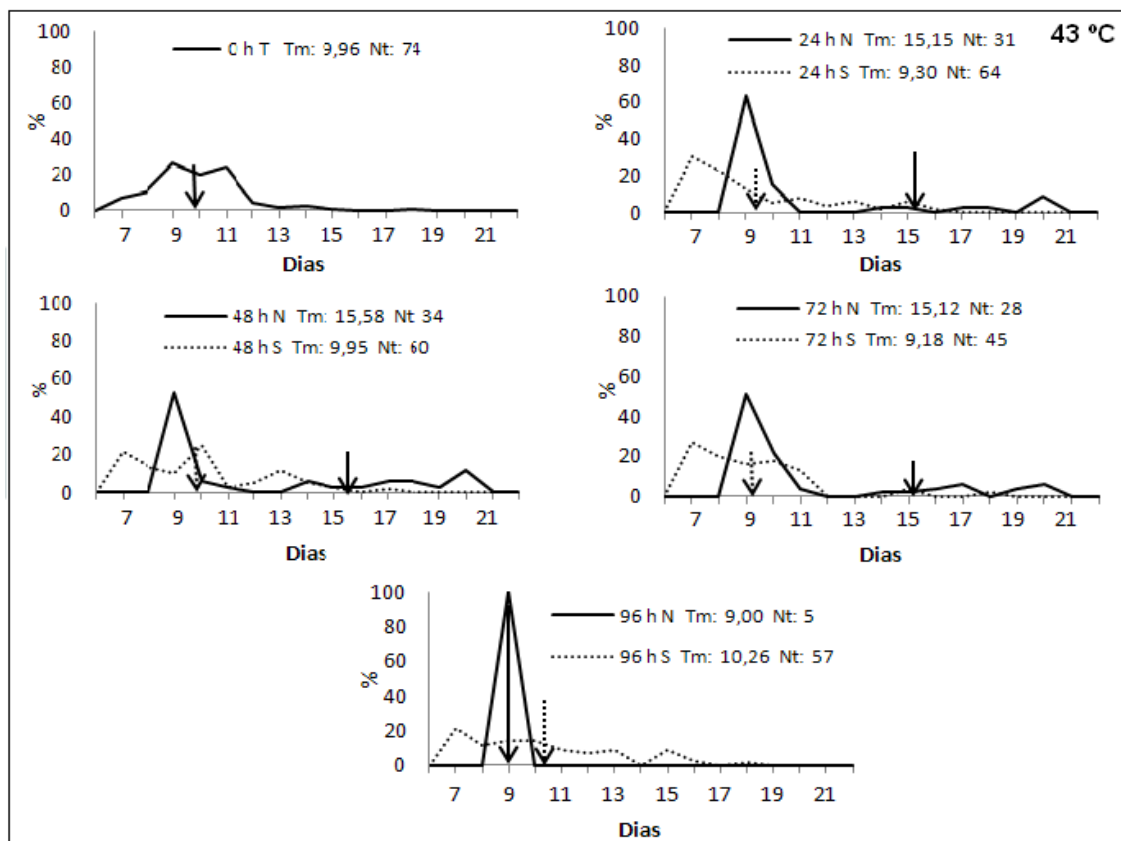 0 h T Tm: 9,96 Nt: 74
100
80
60
40
20
0
%
7 9 11 13 15 17 19 21
Dias
43 ºC
24 h N Tm: 15,15 Nt: 31
24 h S Tm: 9,30 Nt: 64
100
80
60
40
20
0
%
7 9 11 13 15 17 19 21
Dias
48 h N Tm: 15,58 Nt: 34
48 h S Tm: 9,95 Nt: 60
100
80
60
40
20
0
%
7 9 11 13 15 17 19 21
Dias
72 h N Tm: 15,12 Nt: 28
72 h S Tm: 9,18 Nt: 45
100
80
60
40
20
0
%
7 9 11 13 15 17 19 21
Dias
96 h N Tm: 9,00 Nt: 5
96 h S Tm: 10,26 Nt: 57
100
80
60
40
20
0
%
7 9 11 13 15 17 19 21
Dias